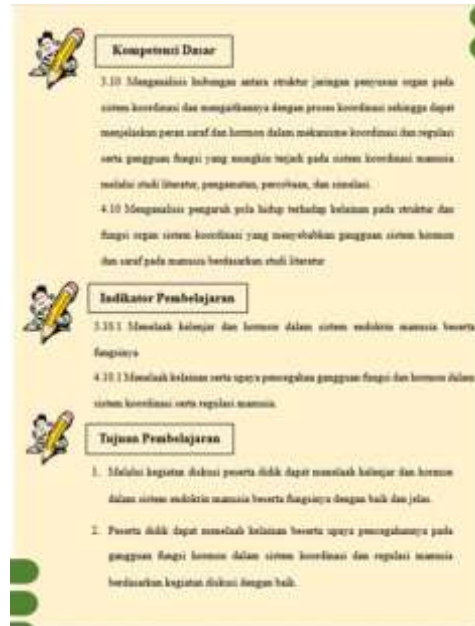 Kompetensi Dasar
3.10 Menganalisis hubungan antara struktur jaringan penyusun organ pada
sistem koordinasi dan mengaitkannya dengan proses koordinasi sehingga dapat
menjelaskan peran saraf dan hormon dalam mekanisme koordinasi dan regulasi
serta gangguan fungsi yang mungkin terjadi pada sistem koordinasi manusia
melalui studi literatur, pengamatan, percobaan, dan simulasi.
4.10 Menganalisis pengaruh pola hidup terhadap kelainan pada struktur dan
fungsi organ sistem koordinasi yang menyebabkan gangguan sistem hormon
dan saraf pada manusia berdasarkan studi literatur
Indikator Pembelajaran
3.10.1 Menelaah kelenjar dan hormon dalam sistem endokrin manusia beserta
fungsinya
4.10.1 Menelaah kelainan serta upaya pencegahan gangguan fungsi dan hormon dalam
sistem koordinasi serta regulasi manusia.
Tujuan Pembelajaran
1. Melalui kegiatan diskusi peserta didik dapat menelaah kelenjar dan hormon
dalam sistem endokrin manusia beserta fungsinya dengan baik dan jelas.
2. Peserta didik dapat menelaah kelainan beserta upaya pencegahannya pada
gangguan fungsi hormon dalam sistem koordinasi dan regulasi manusia
berdasarkan kegiatan diskusi dengan baik.